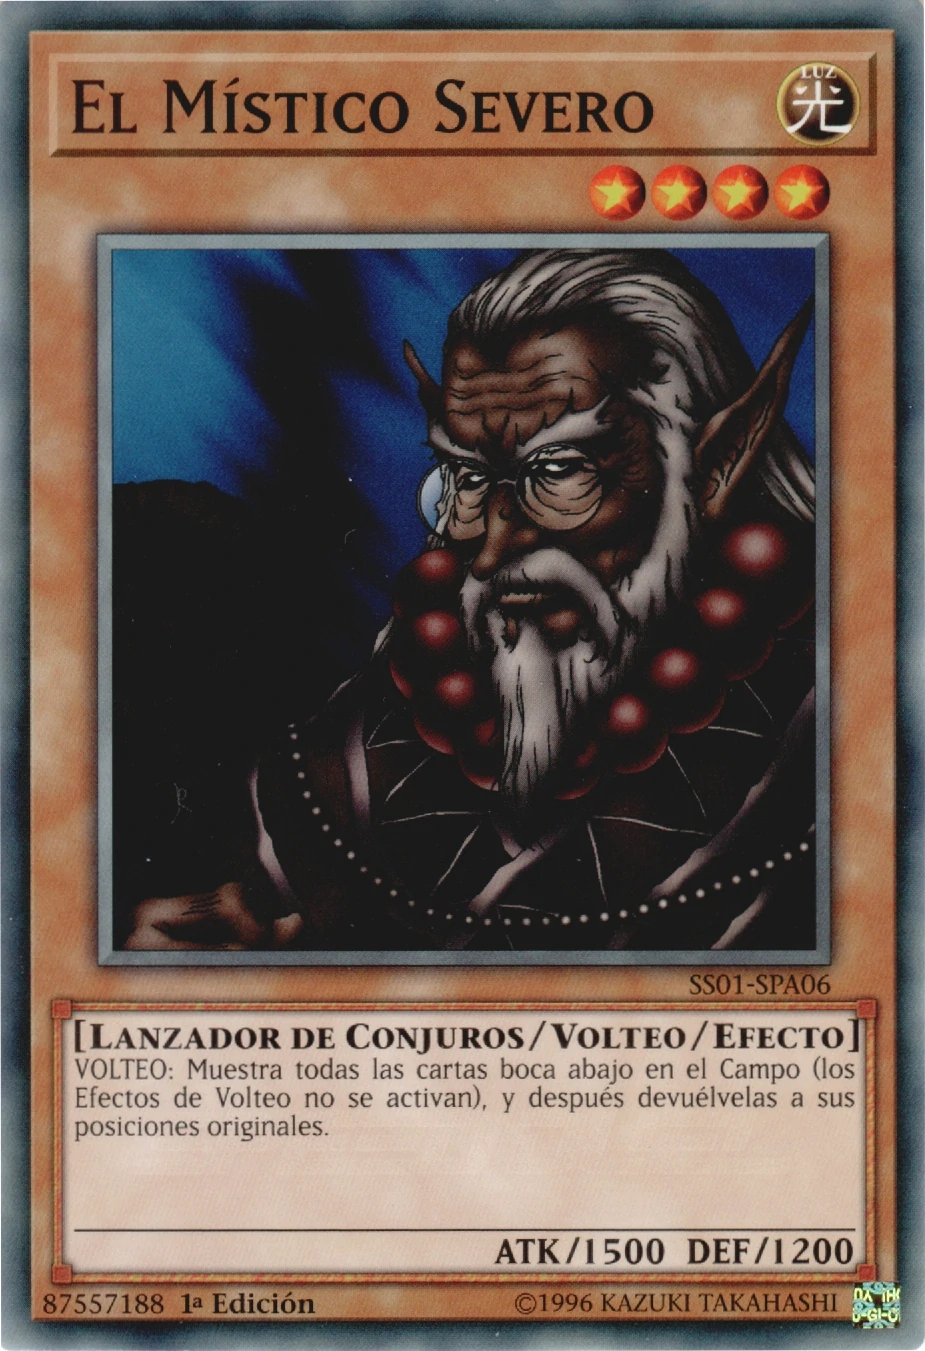 El Místico Severo
LUZ
光
SS01-SPA06
[Lanzador de Conjuros/Volteo/Efecto]
VOLTEO: Muestra todas las cartas boca abajo en el Campo (los
Efectos de Volteo no se activan), y después devuélvelas a sus
posiciones originales.
ATK/1500 DEF/1200
87557188 1ª Edición
©1996 KAZUKI TAKAHASHI